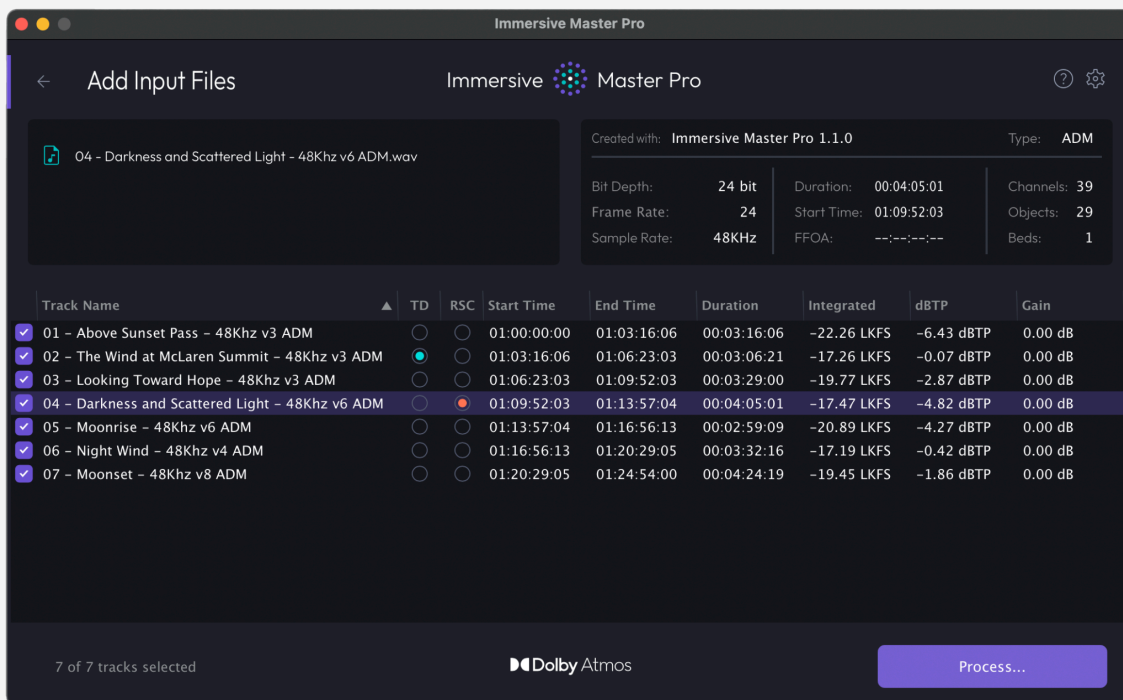 Immersive Master Pro
Add Input Files
Immersive Master Pro
?
04 - Darkness and Scattered Light - 48Khz v6 ADM.wav
Created with: Immersive Master Pro 1.1.0 Type: ADM
Bit Depth: 24 bit Duration: 00:04:05:01 Channels: 39
Frame Rate: 24 Start Time: 01:09:52:03 Objects: 29
Sample Rate: 48KHz FFOA: --:--:--:-- Beds: 1
Track Name TD RSC Start Time End Time Duration Integrated dBTP Gain
01 – Above Sunset Pass – 48Khz v3 ADM 01:00:00:00 01:03:16:06 00:03:16:06 −22.26 LKFS −6.43 dBTP 0.00 dB
02 – The Wind at McLaren Summit – 48Khz v3 ADM 01:03:16:06 01:06:23:03 00:03:06:21 −17.26 LKFS −0.07 dBTP 0.00 dB
03 – Looking Toward Hope – 48Khz v3 ADM 01:06:23:03 01:09:52:03 00:03:29:00 −19.77 LKFS −2.87 dBTP 0.00 dB
04 – Darkness and Scattered Light – 48Khz v6 ADM 01:09:52:03 01:13:57:04 00:04:05:01 −17.47 LKFS −4.82 dBTP 0.00 dB
05 – Moonrise – 48Khz v6 ADM 01:13:57:04 01:16:56:13 00:02:59:09 −20.89 LKFS −4.27 dBTP 0.00 dB
06 – Night Wind – 48Khz v4 ADM 01:16:56:13 01:20:29:05 00:03:32:16 −17.19 LKFS −0.42 dBTP 0.00 dB
07 – Moonset – 48Khz v8 ADM 01:20:29:05 01:24:54:00 00:04:24:19 −19.45 LKFS −1.86 dBTP 0.00 dB
7 of 7 tracks selected
Dolby Atmos
Process...